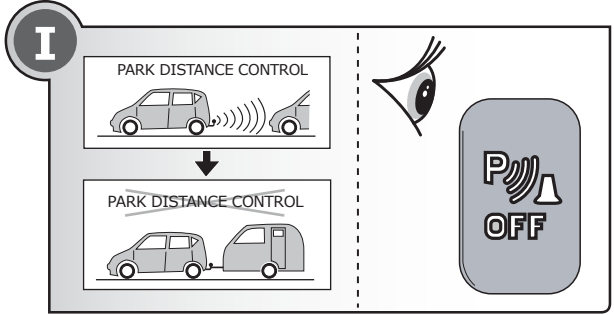 I
PARK DISTANCE CONTROL
PARK DISTANCE CONTROL
P
OFF